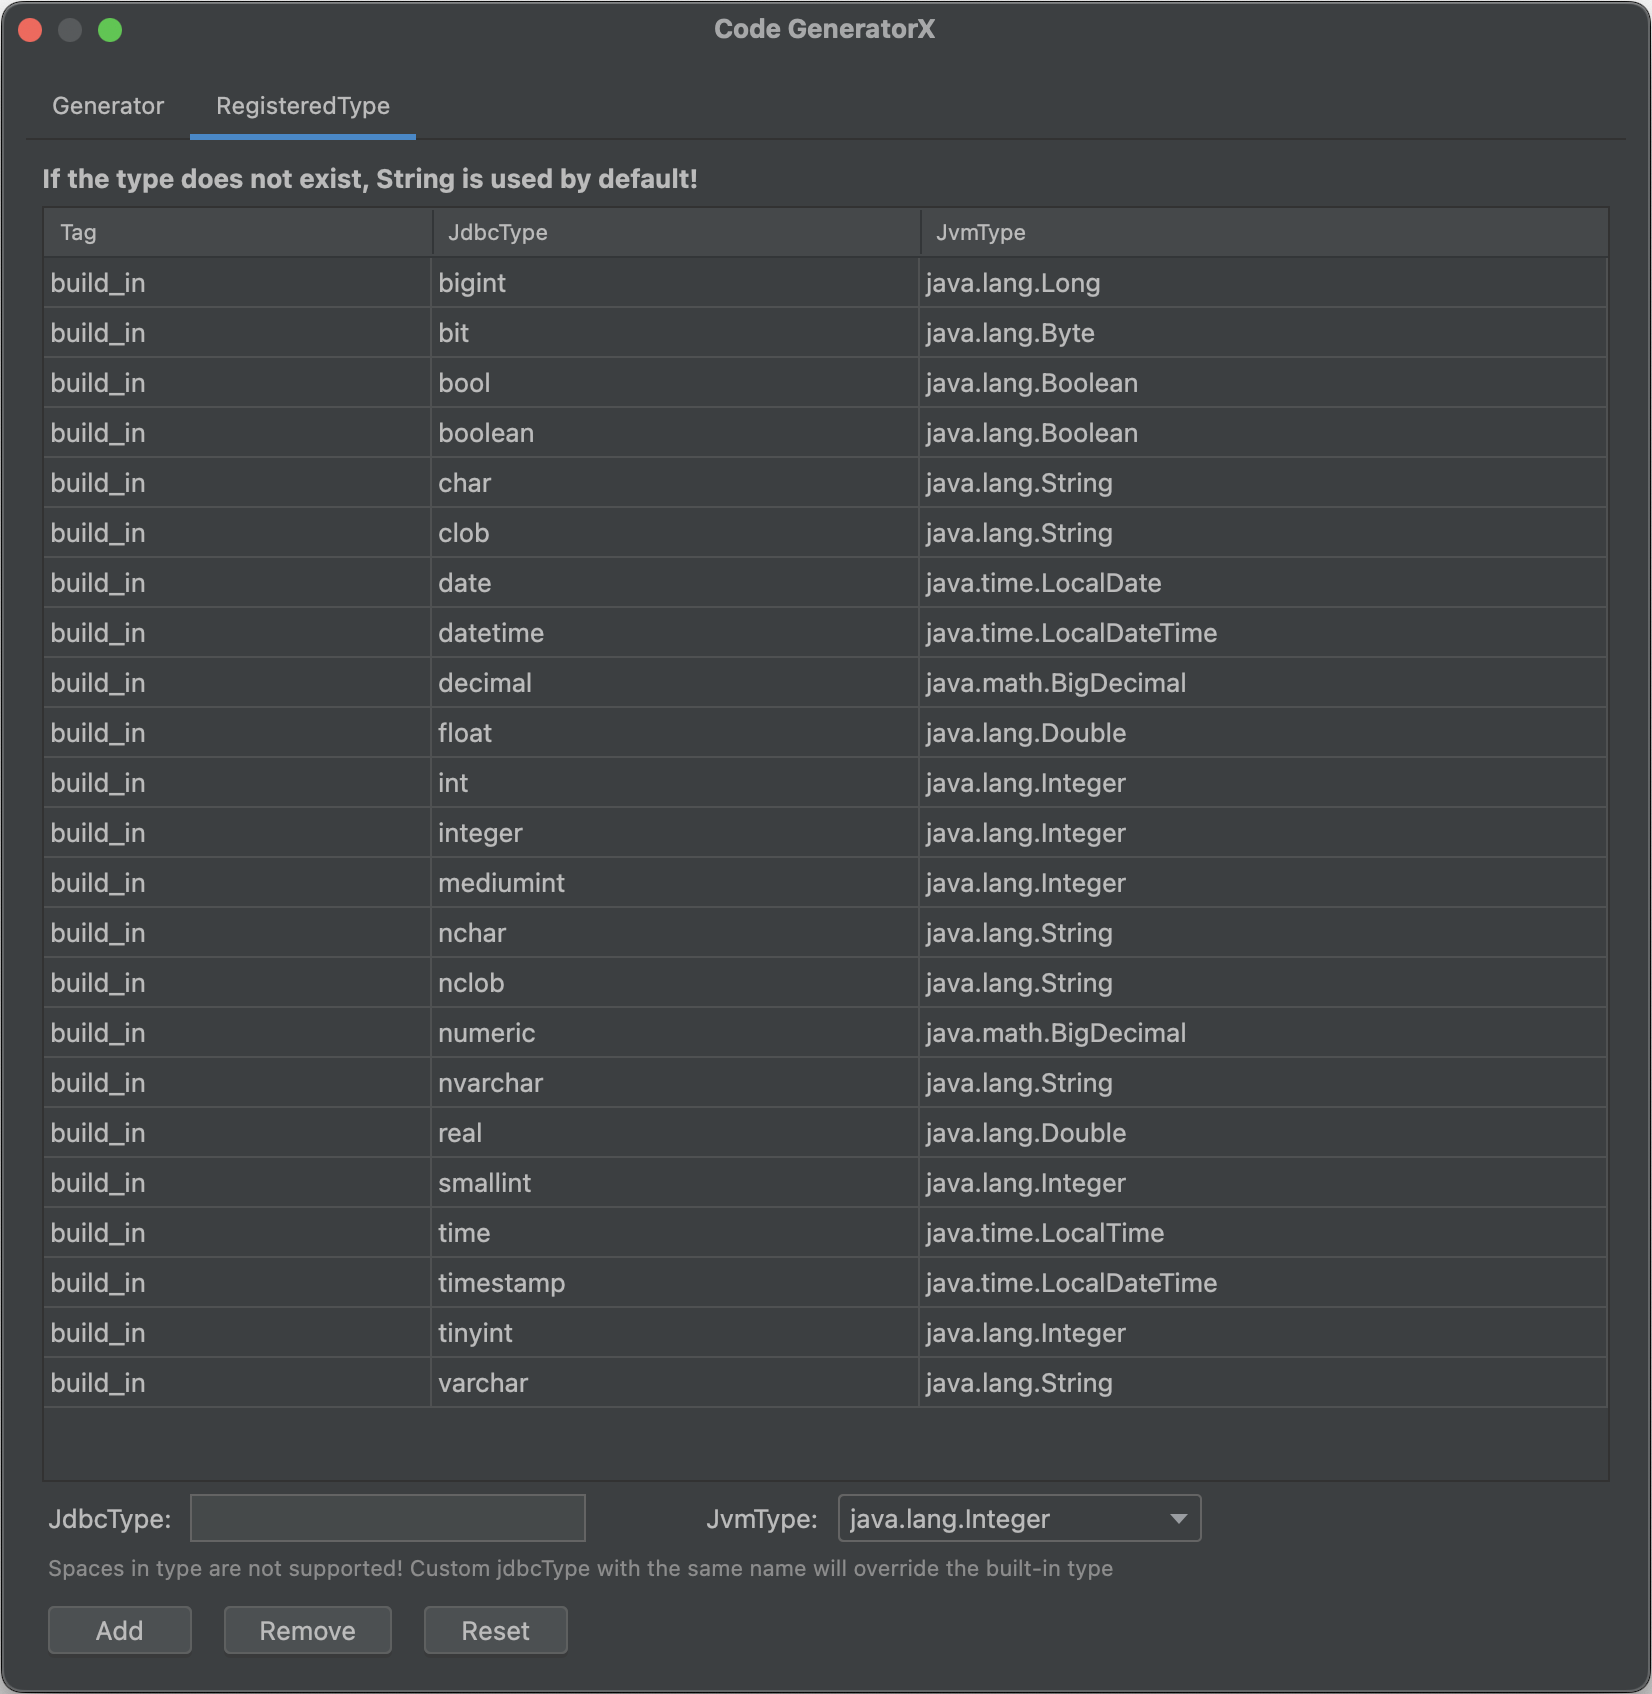 Code GeneratorX
Generator RegisteredType
If the type does not exist, String is used by default!
Tag JdbcType JvmType
build_in bigint java.lang.Long
build_in bit java.lang.Byte
build_in bool java.lang.Boolean
build_in boolean java.lang.Boolean
build_in char java.lang.String
build_in clob java.lang.String
build_in date java.time.LocalDate
build_in datetime java.time.LocalDateTime
build_in decimal java.math.BigDecimal
build_in float java.lang.Double
build_in int java.lang.Integer
build_in integer java.lang.Integer
build_in mediumint java.lang.Integer
build_in nchar java.lang.String
build_in nclob java.lang.String
build_in numeric java.math.BigDecimal
build_in nvarchar java.lang.String
build_in real java.lang.Double
build_in smallint java.lang.Integer
build_in time java.time.LocalTime
build_in timestamp java.time.LocalDateTime
build_in tinyint java.lang.Integer
build_in varchar java.lang.String
JdbcType: JvmType: java.lang.Integer
Spaces in type are not supported! Custom jdbcType with the same name will override the built-in type
Add Remove Reset